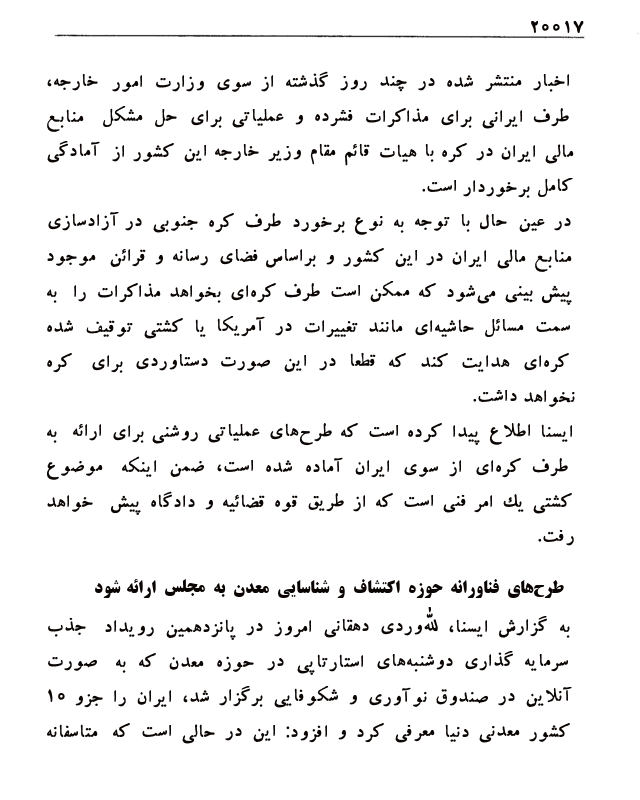 ۲۰۰۱۷
اخبار منتشر شده در چند روز گذشته از سوی وزارت امور خارجه،
طرف ایرانی برای مذاکرات فشرده و عملیاتی برای حل مشکل منابع
مالی ایران در کره با هیات قائم مقام وزیر خارجه این کشور از آمادگی
کامل برخوردار است.
در عین حال با توجه به نوع برخورد طرف کره جنوبی در آزادسازی
منابع مالی ایران در این کشور و براساس فضای رسانه و قرائن موجود
پیش بینی می‌شود که ممکن است طرف کره‌ای بخواهد مذاکرات را به
سمت مسائل حاشیه‌ای مانند تغییرات در آمریکا یا کشتی توقیف شده
کره‌ای هدایت کند که قطعا در این صورت دستاوردی برای کره
نخواهد داشت.
ایسنا اطلاع پیدا کرده است که طرح‌های عملیاتی روشنی برای ارائه به
طرف کره‌ای از سوی ایران آماده شده است، ضمن اینکه موضوع
کشتی یك امر فنی است که از طریق قوه قضائیه و دادگاه پیش خواهد
رفت.
طرح‌های فناورانه حوزه اکتشاف و شناسایی معدن به مجلس ارائه شود
به گزارش ایسنا، لله‌وردی دهقانی امروز در پانزدهمین رویداد جذب
سرمایه گذاری دوشنبه‌های استارتاپی در حوزه معدن که به صورت
آنلاین در صندوق نوآوری و شکوفایی برگزار شد، ایران را جزو ۱۰
کشور معدنی دنیا معرفی کرد و افزود: این در حالی است که متاسفانه